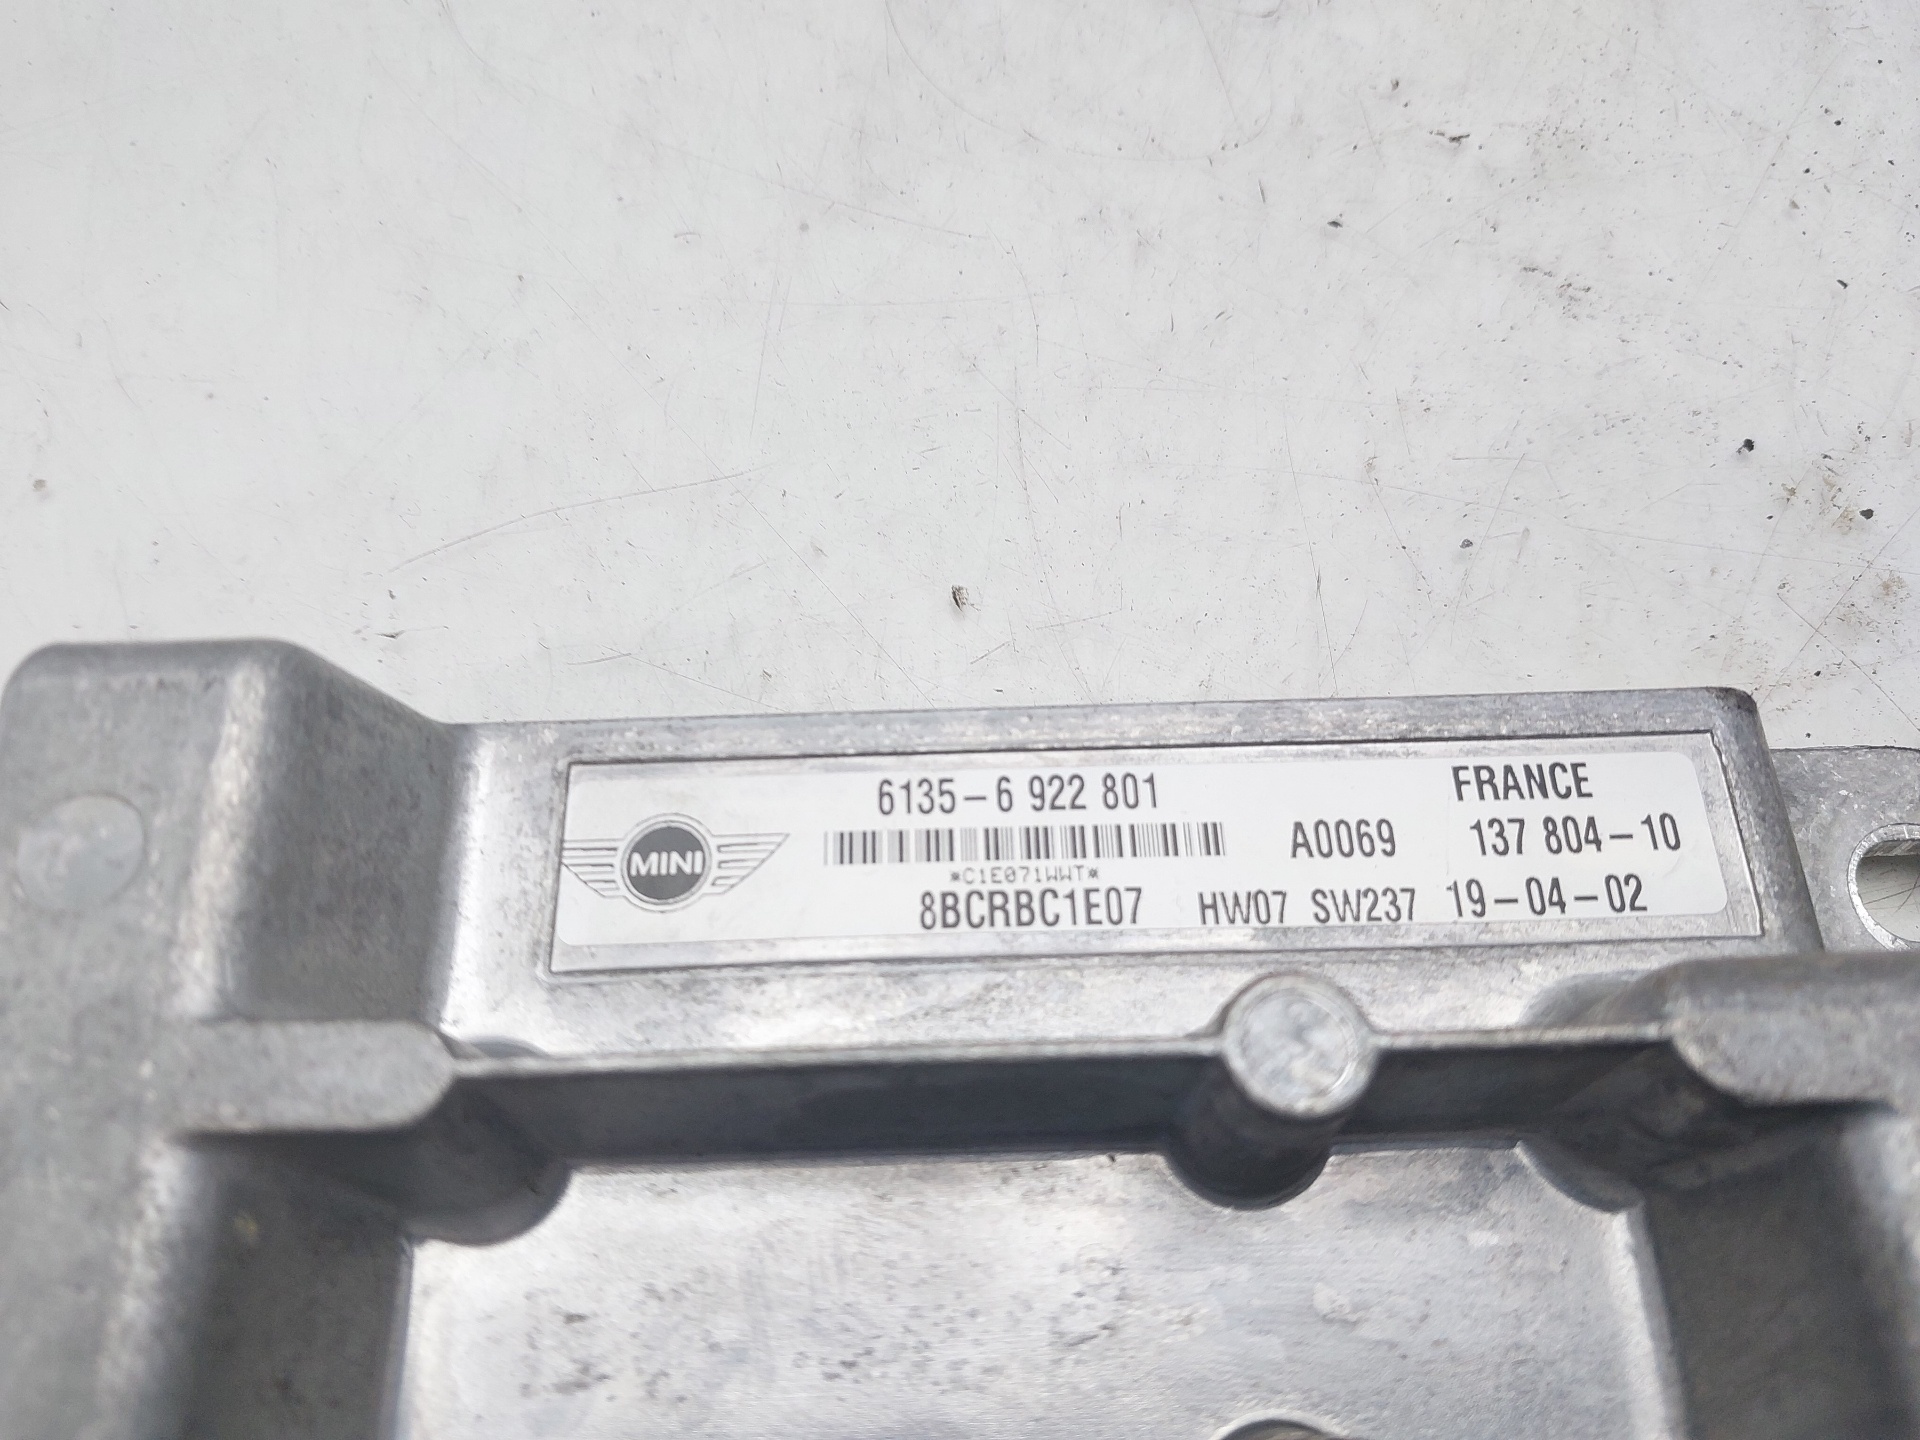 6135-6 922 801
FRANCE
MINI
A0069
137 804-10
*C1E071WWT*
8BCRBC1E07
HW07 SW237
19-04-02